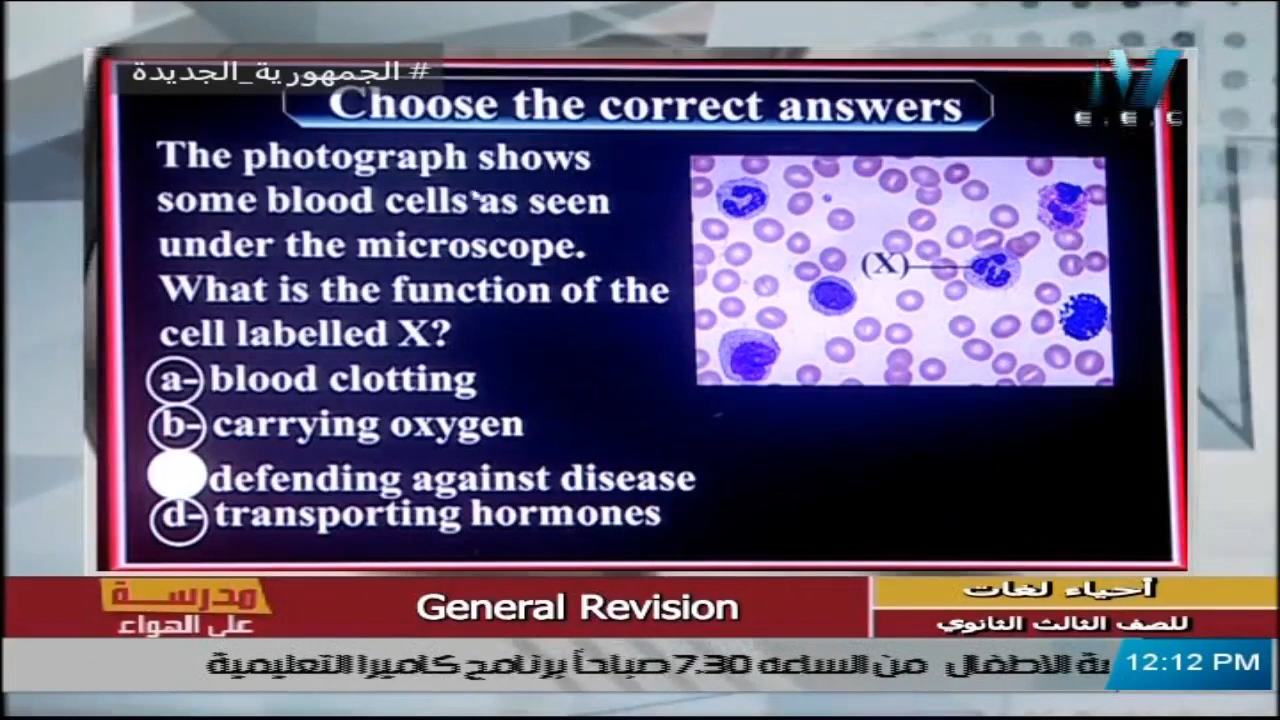 # الجمهورية_الجديدة
E.E.C
Choose the correct answers
The photograph shows
some blood cells as seen
under the microscope.
What is the function of the
cell labelled X?
(X)
a- blood clotting
b- carrying oxygen
defending against disease
d- transporting hormones
مدرسة
على الهواء
General Revision
أحياء لغات
للصف الثالث الثانوي
الاطفال من الساعه 7.30 صباحاً برنامج كاميرا التعليمية
12:12 PM